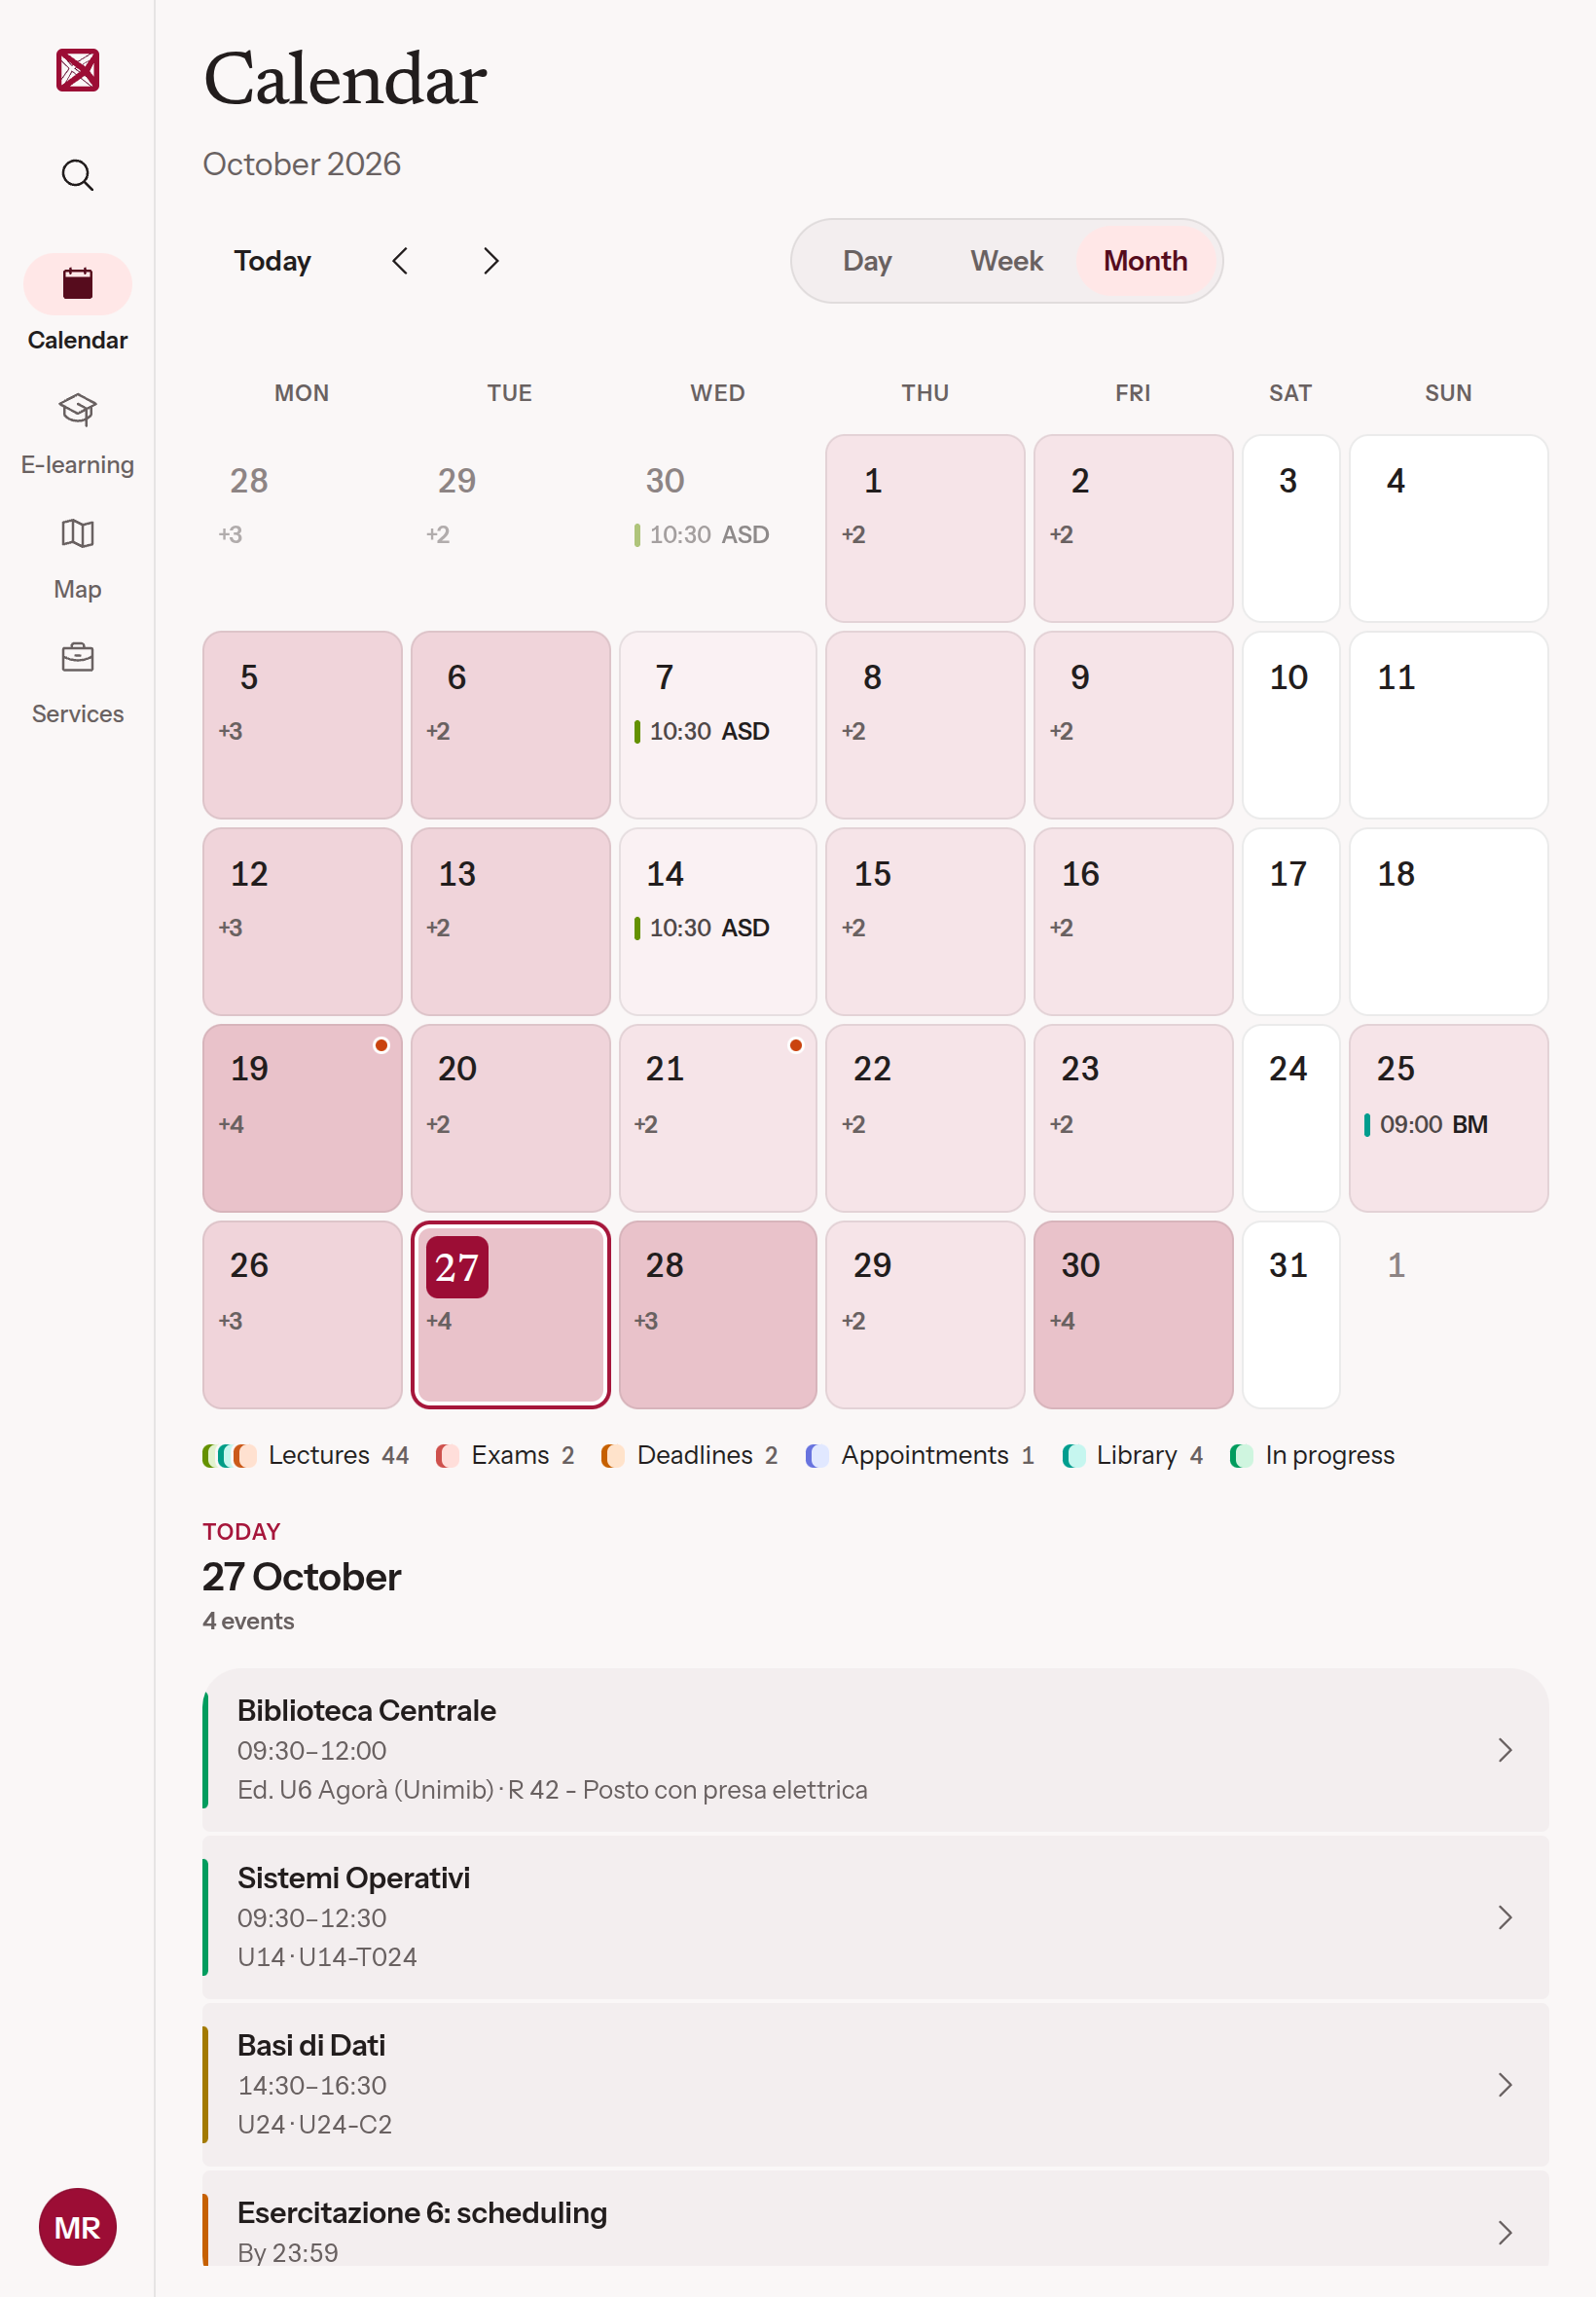 Calendar
October 2026
Today
Day Week Month
Calendar
E-learning
Map
Services
MON TUE WED THU FRI SAT SUN
28 29 30 1 2 3 4
+3 +2 10:30 ASD +2 +2
5 6 7 8 9 10 11
+3 +2 10:30 ASD +2 +2
12 13 14 15 16 17 18
+3 +2 10:30 ASD +2 +2
19 20 21 22 23 24 25
+4 +2 +2 +2 +2 09:00 BM
26 27 28 29 30 31 1
+3 +4 +3 +2 +4
Lectures 44 Exams 2 Deadlines 2 Appointments 1 Library 4 In progress
TODAY
27 October
4 events
Biblioteca Centrale
09:30–12:00
Ed. U6 Agorà (Unimib) · R 42 - Posto con presa elettrica
Sistemi Operativi
09:30–12:30
U14 · U14-T024
Basi di Dati
14:30–16:30
U24 · U24-C2
Esercitazione 6: scheduling
By 23:59
MR